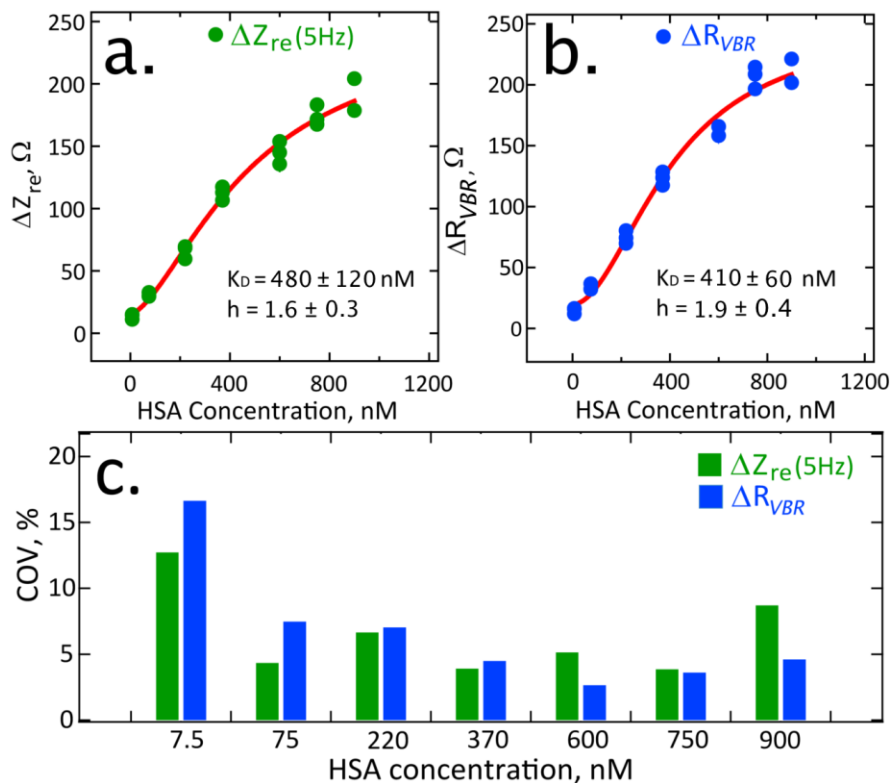 a.
ΔZre(5Hz)
250
200
150
100
50
0
ΔZre, Ω
KD = 480 ± 120 nM
h = 1.6 ± 0.3
0 400 800 1200
HSA Concentration, nM
b.
ΔRVBR
250
200
150
100
50
0
ΔRVBR, Ω
KD = 410 ± 60 nM
h = 1.9 ± 0.4
0 400 800 1200
HSA Concentration, nM
c.
ΔZre(5Hz)
ΔRVBR
20
15
10
5
0
COV, %
7.5 75 220 370 600 750 900
HSA concentration, nM